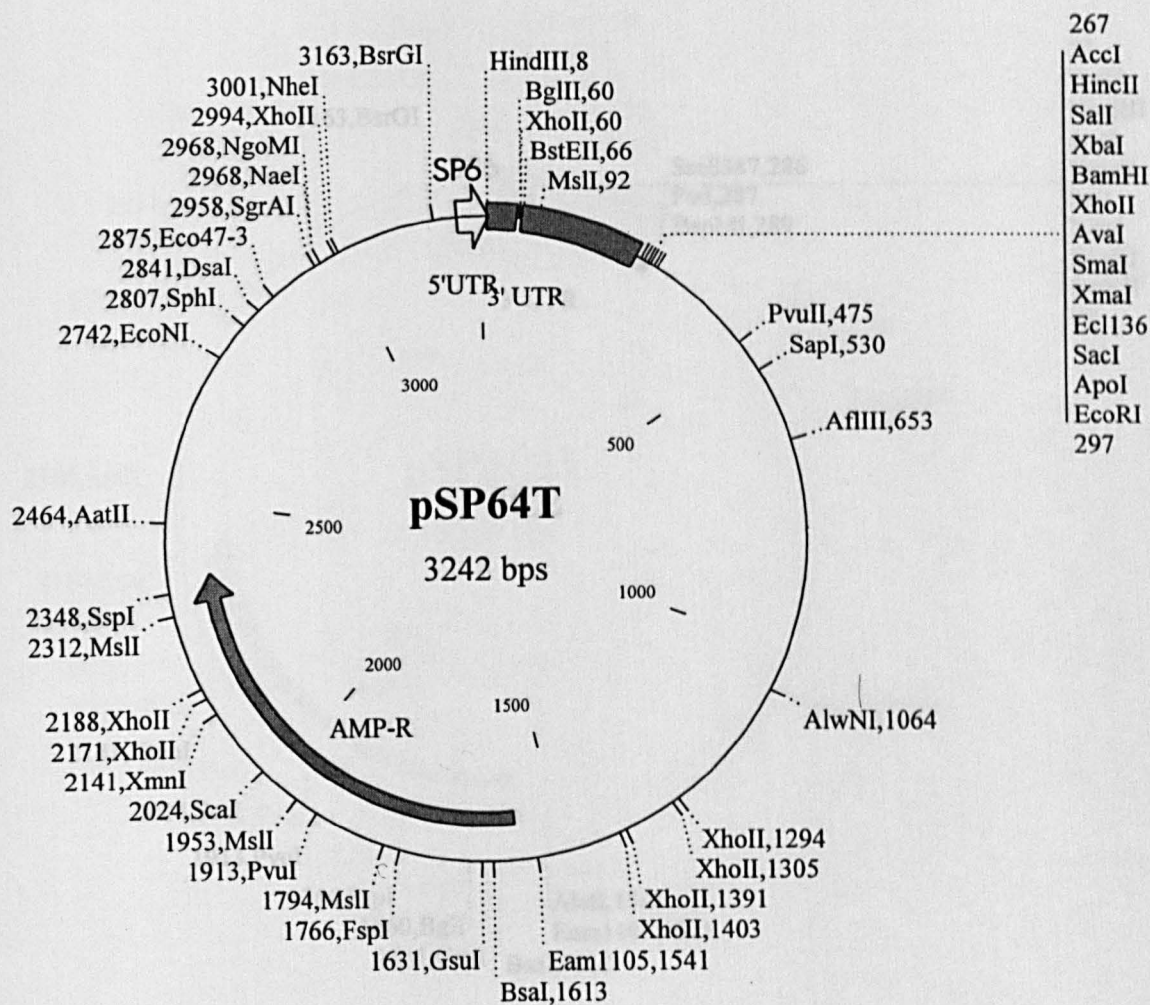 3163,BsrGI
3001,NheI
2994,XhoII
2968,NgoMI
2968,NaeI
2958,SgrAI
2875,Eco47-3
2841,DsaI
2807,SphI
2742,EcoNI
2464,AatII
2348,SspI
2312,MslI
2188,XhoII
2171,XhoII
2141,XmnI
2024,ScaI
1953,MslI
1913,PvuI
1794,MslI
1766,FspI
1631,GsuI
BsaI,1613
Eam1105,1541
XhoII,1403
XhoII,1391
XhoII,1305
XhoII,1294
AlwNI,1064
AflIII,653
SapI,530
PvuII,475
HindIII,8
BglII,60
XhoII,60
BstEII,66
MslI,92
267
AccI
HincII
SalI
XbaI
BamHI
XhoII
AvaI
SmaI
XmaI
Ecl136
SacI
ApoI
EcoRI
297
SP6
5'UTR
3' UTR
3000
500
2500
pSP64T
3242 bps
1000
2000
1500
AMP-R